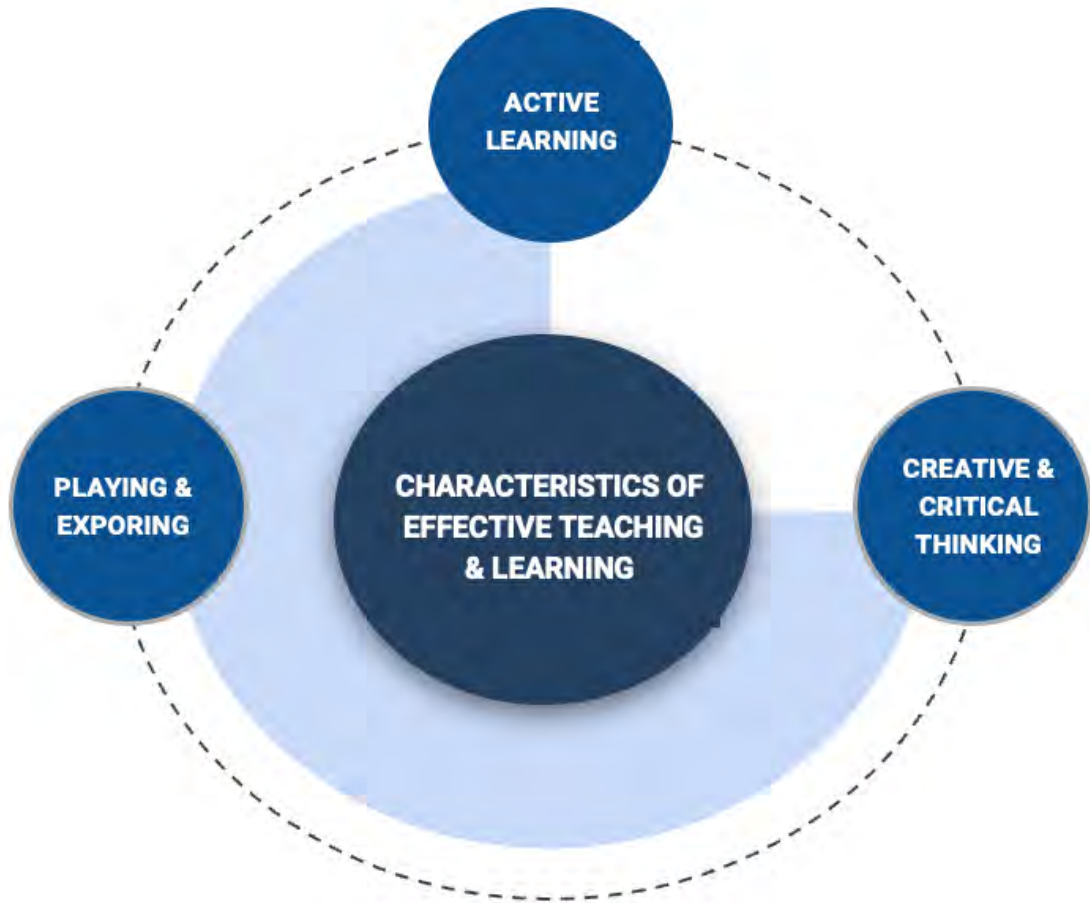 ACTIVE
LEARNING
PLAYING &
EXPORING
CHARACTERISTICS OF
EFFECTIVE TEACHING
& LEARNING
CREATIVE &
CRITICAL
THINKING